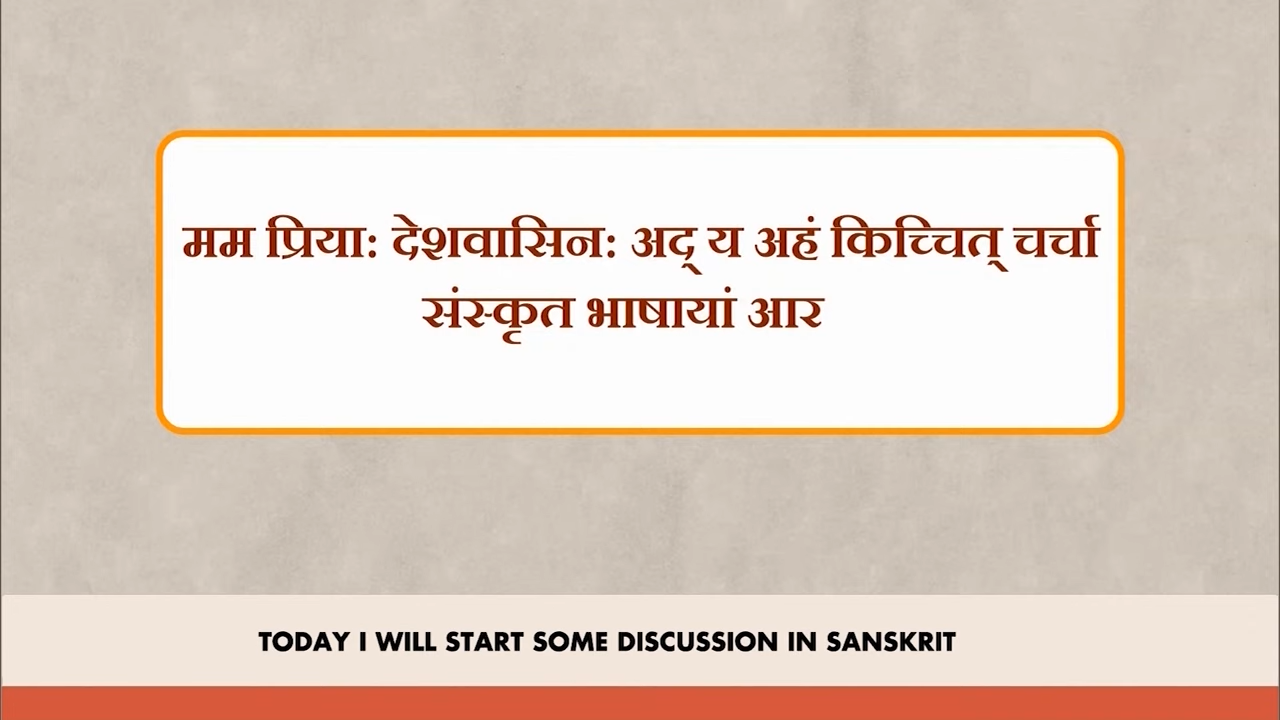 मम प्रियाः देशवासिनः अद् य अहं किच्चित् चर्चा
संस्कृत भाषायां आर
TODAY I WILL START SOME DISCUSSION IN SANSKRIT